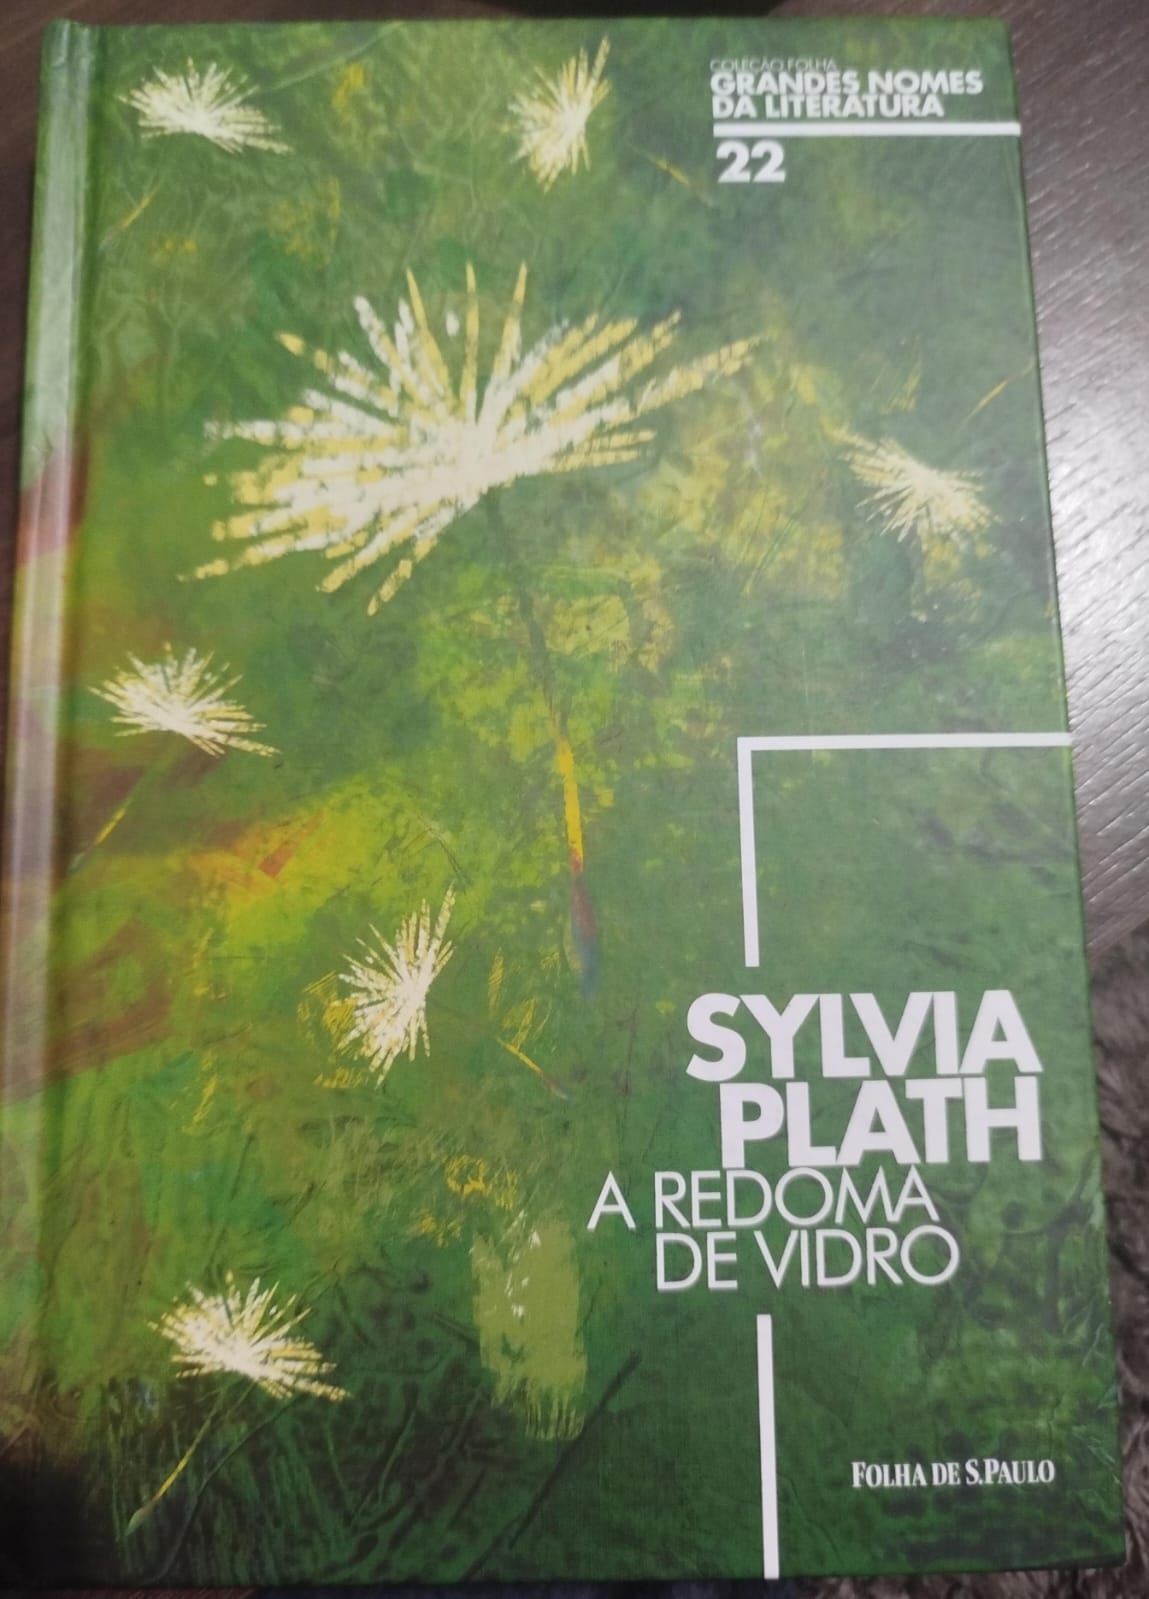 COLEÇÃO FOLHA
GRANDES NOMES
DA LITERATURA
22
SYLVIA
PLATH
A REDOMA
DE VIDRO
FOLHA DE S.PAULO